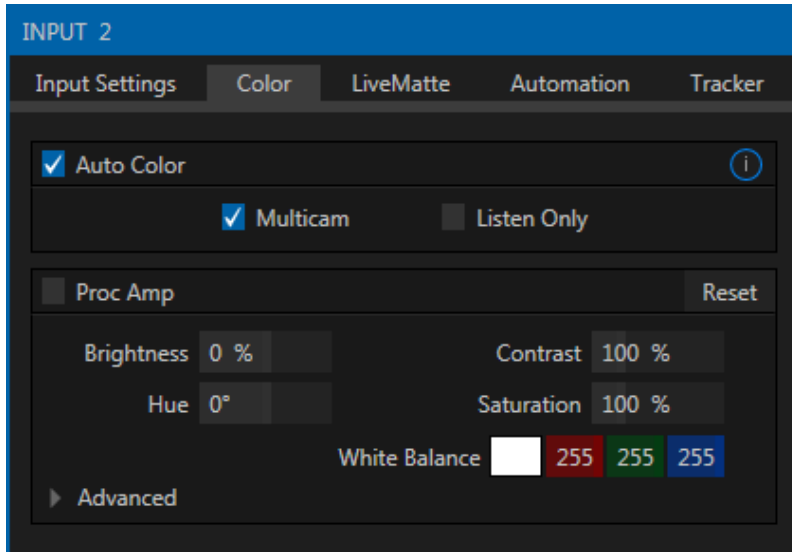 INPUT 2
Input Settings Color LiveMatte Automation Tracker
Auto Color i
Multicam Listen Only
Proc Amp Reset
Brightness 0 % Contrast 100 %
Hue 0° Saturation 100 %
White Balance 255 255 255
Advanced